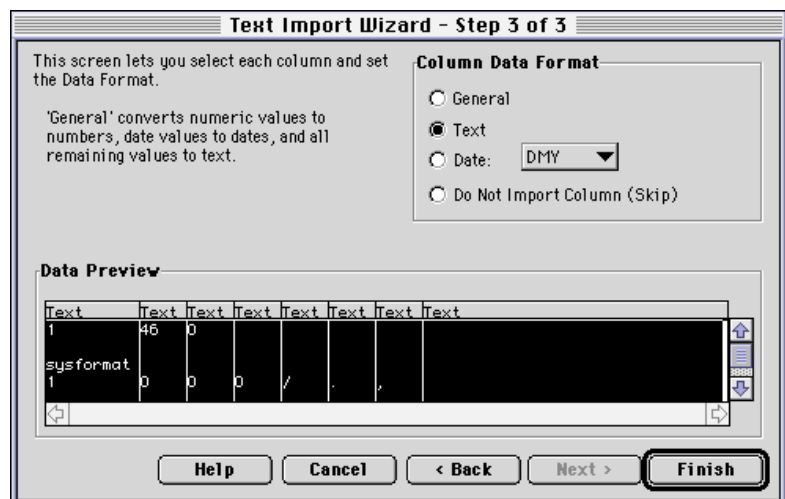 Text Import Wizard – Step 3 of 3
This screen lets you select each column and set
the Data Format.
'General' converts numeric values to
numbers, date values to dates, and all
remaining values to text.
Column Data Format
General
Text
Date: DMY
Do Not Import Column (Skip)
Data Preview
Text Text Text Text Text Text Text Text
1 46 0
sysformat
1 0 0 0 / . ,
Help Cancel < Back Next > Finish